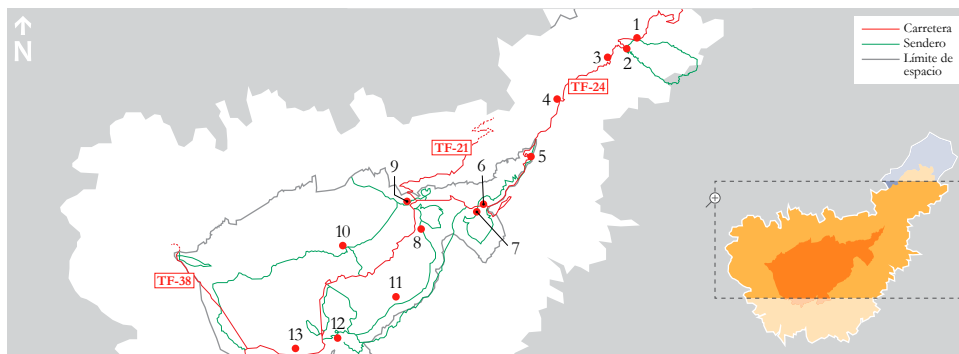 N
1
2
3
TF-24
4
TF-21
5
9
6
10
8
7
TF-38
11
12
13
Carretera
Sendero
Límite de
espacio